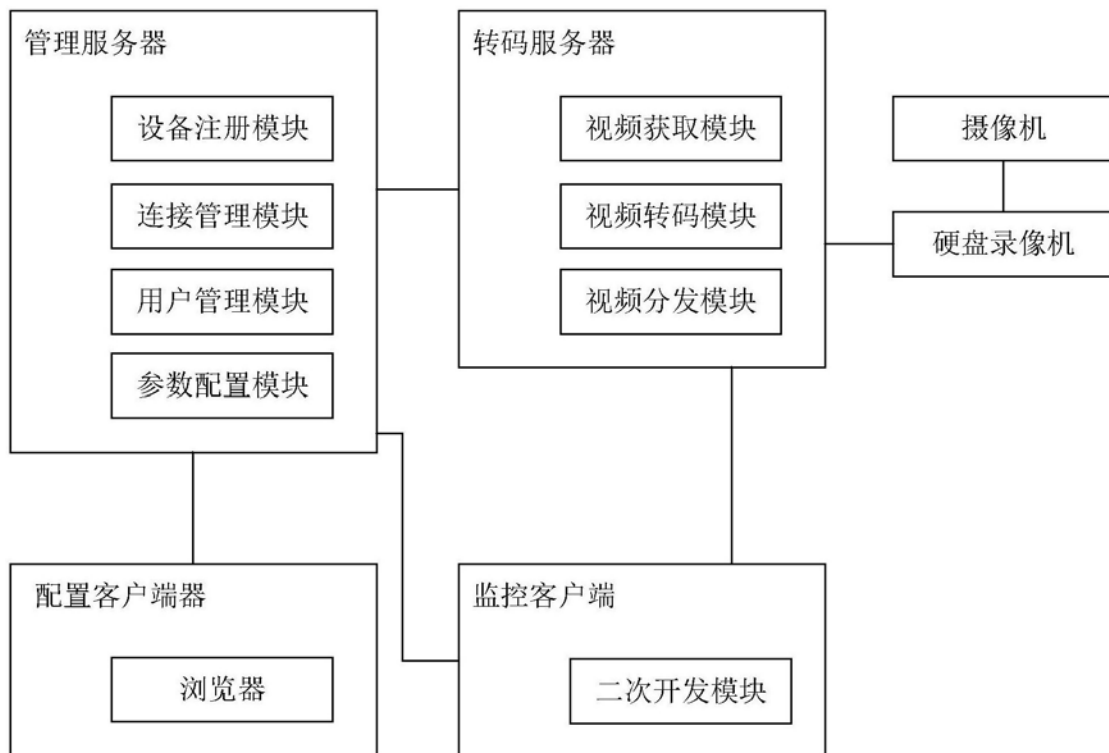 管理服务器
设备注册模块
连接管理模块
用户管理模块
参数配置模块
转码服务器
视频获取模块
视频转码模块
视频分发模块
摄像机
硬盘录像机
配置客户端器
浏览器
监控客户端
二次开发模块